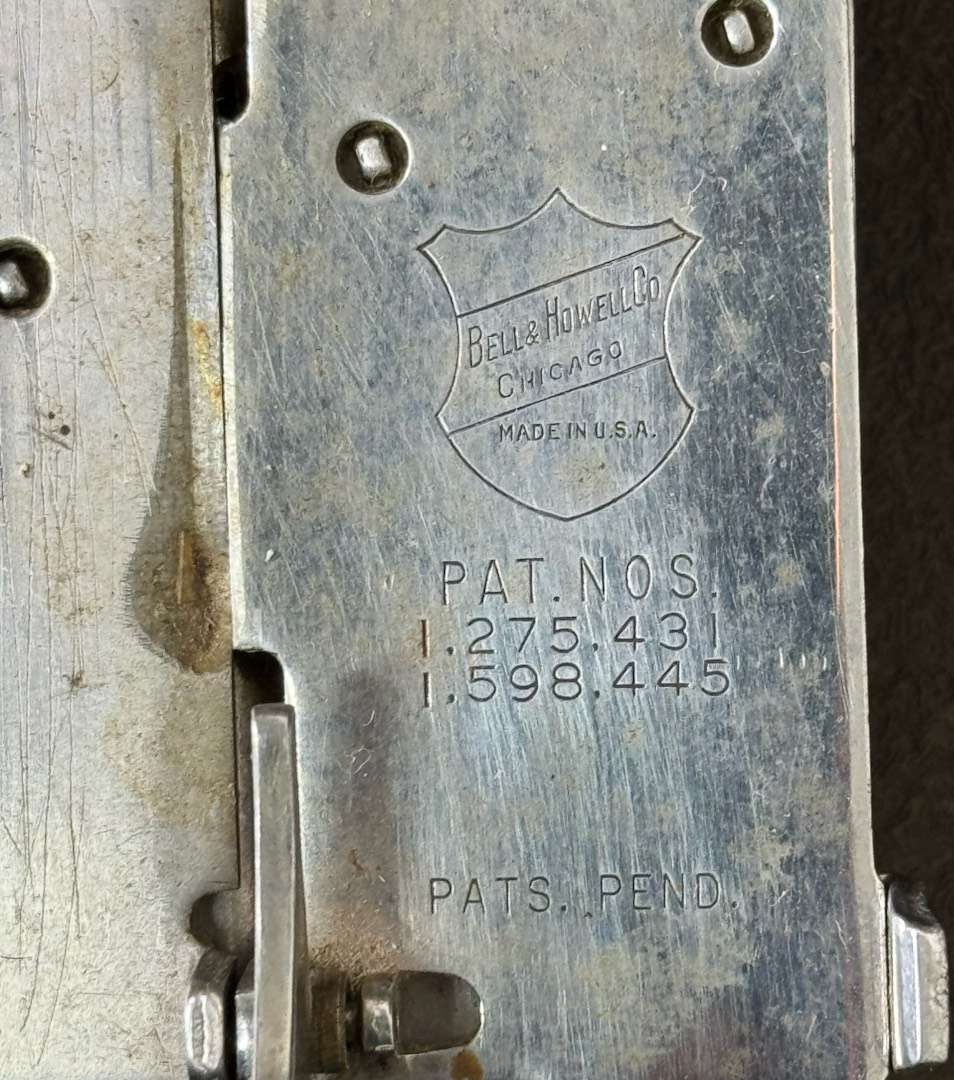 BELL & HOWELL CO
CHICAGO
MADE IN U.S.A.
PAT. NOS.
1.275.431
1.598.445
PATS. PEND.